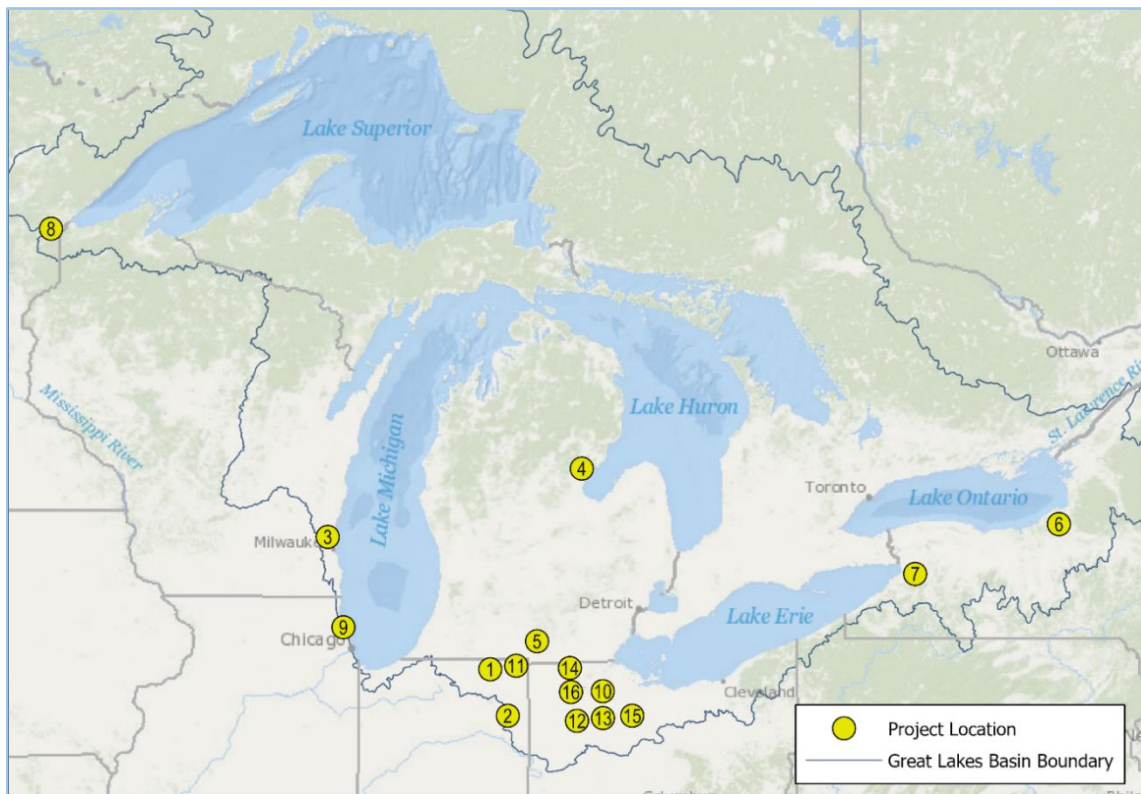 Lake Superior
8
Ottawa
Mississippi River
Lake Michigan
Lake Huron
St. Lawrence Riv
4
Toronto
Lake Ontario
6
3
Milwauke
7
Detroit
Lake Erie
9
Chicago
5
1
11
14
16
10
Cleveland
2
12
13
15
Project Location
Great Lakes Basin Boundary